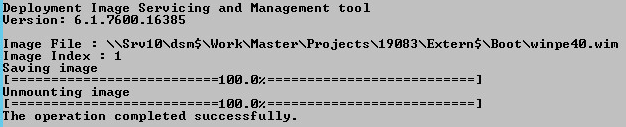 Deployment Image Servicing and Management tool
Version: 6.1.7600.16385
Image File : \\Srv10\dsm$\Work\Master\Projects\19083\Extern$\Boot\winpe40.wim
Image Index : 1
Saving image
[==========================100.0%==========================]
Unmounting image
[==========================100.0%==========================]
The operation completed successfully.